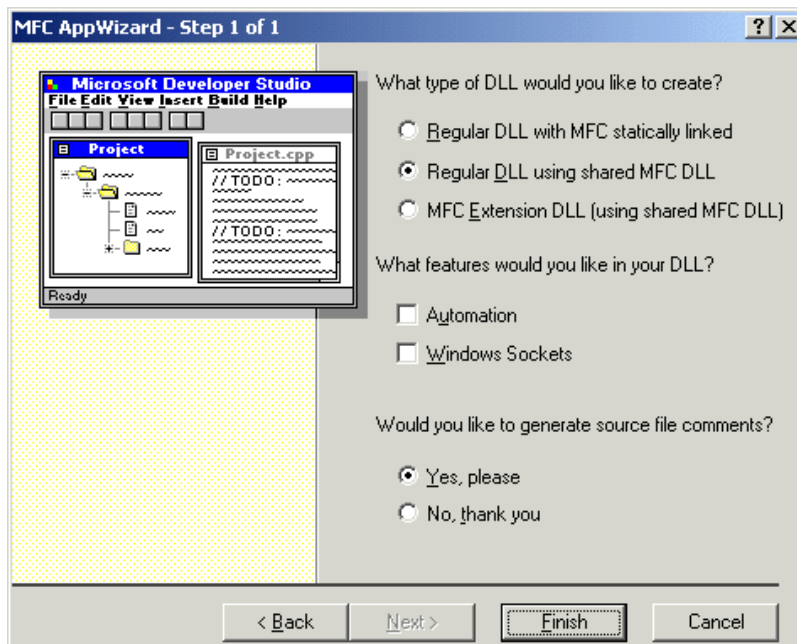 MFC AppWizard - Step 1 of 1
Microsoft Developer Studio
File Edit View Insert Build Help
Project
Project.cpp
//TODO:
//TODO:
Ready
What type of DLL would you like to create?
Regular DLL with MFC statically linked
Regular DLL using shared MFC DLL
MFC Extension DLL (using shared MFC DLL)
What features would you like in your DLL?
Automation
Windows Sockets
Would you like to generate source file comments?
Yes, please
No, thank you
< Back
Next >
Finish
Cancel